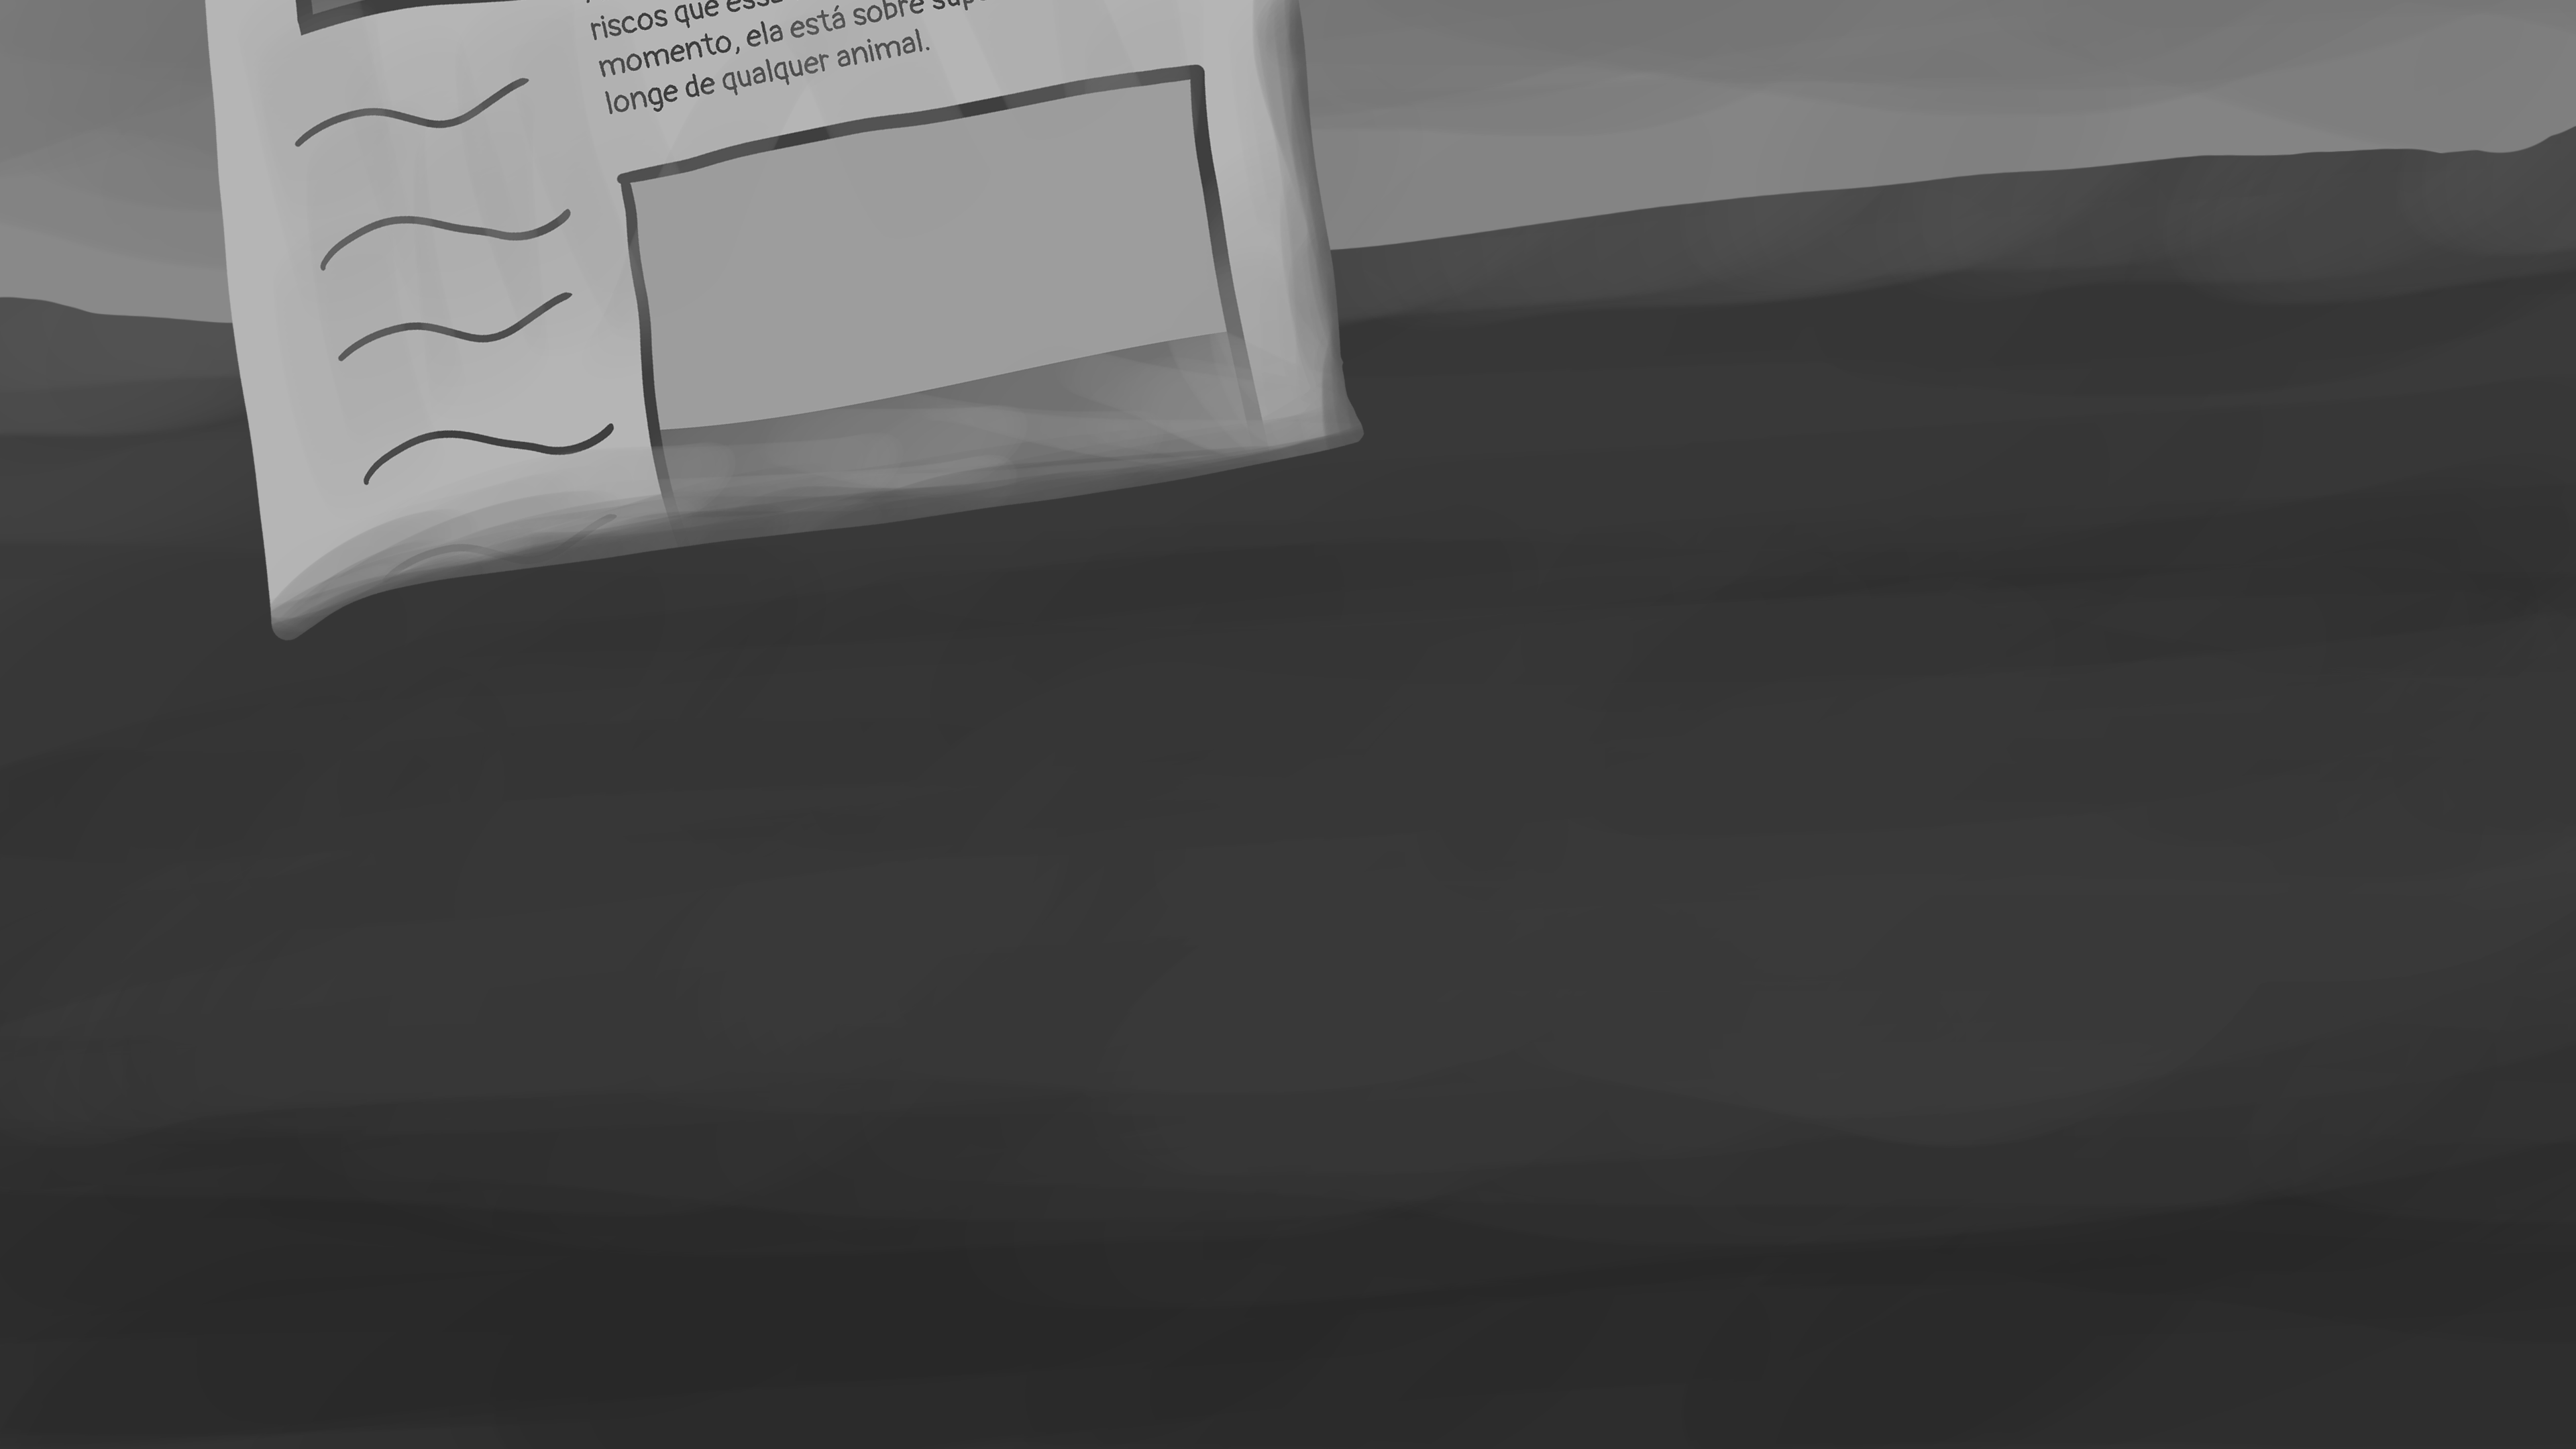 riscos que
momento, ela está sobre
longe de qualquer animal.